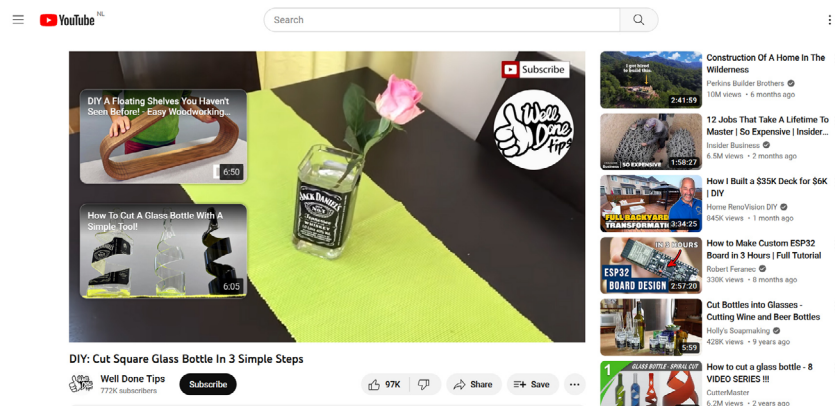 YouTube NL
Search
Subscribe
DIY A Floating Shelves You Haven't
Seen Before! - Easy Woodworking...
6:50
Well
Done
Tips
How To Cut A Glass Bottle With A
Simple Tool!
6:05
JACK DANIEL'S
Tennessee
WHISKEY
DIY: Cut Square Glass Bottle In 3 Simple Steps
Well Done Tips
772K subscribers
Subscribe
97K
Share
Save
I got hired
to build this.
2:41:59
Construction Of A Home In The
Wilderness
Perkins Builder Brothers
10M views • 6 months ago
SO EXPENSIVE
1:58:27
12 Jobs That Take A Lifetime To
Master | So Expensive | Insider...
Insider Business
6.5M views • 2 months ago
FULL BACKYARD
TRANSFORMATI
3:34:25
How I Built a $35K Deck for $6K
| DIY
Home RenoVision DIY
845K views • 1 month ago
IN 3 HOURS
ESP32
BOARD DESIGN
2:57:20
How to Make Custom ESP32
Board in 3 Hours | Full Tutorial
Robert Feranec
330K views • 8 months ago
5:59
Cut Bottles into Glasses -
Cutting Wine and Beer Bottles
Holly's Soapmaking
428K views • 9 years ago
1
GLASS BOTTLE - SPIRAL CUT
How to cut a glass bottle - 8
VIDEO SERIES !!!
CutterMaster
6.2M views • 2 years ago